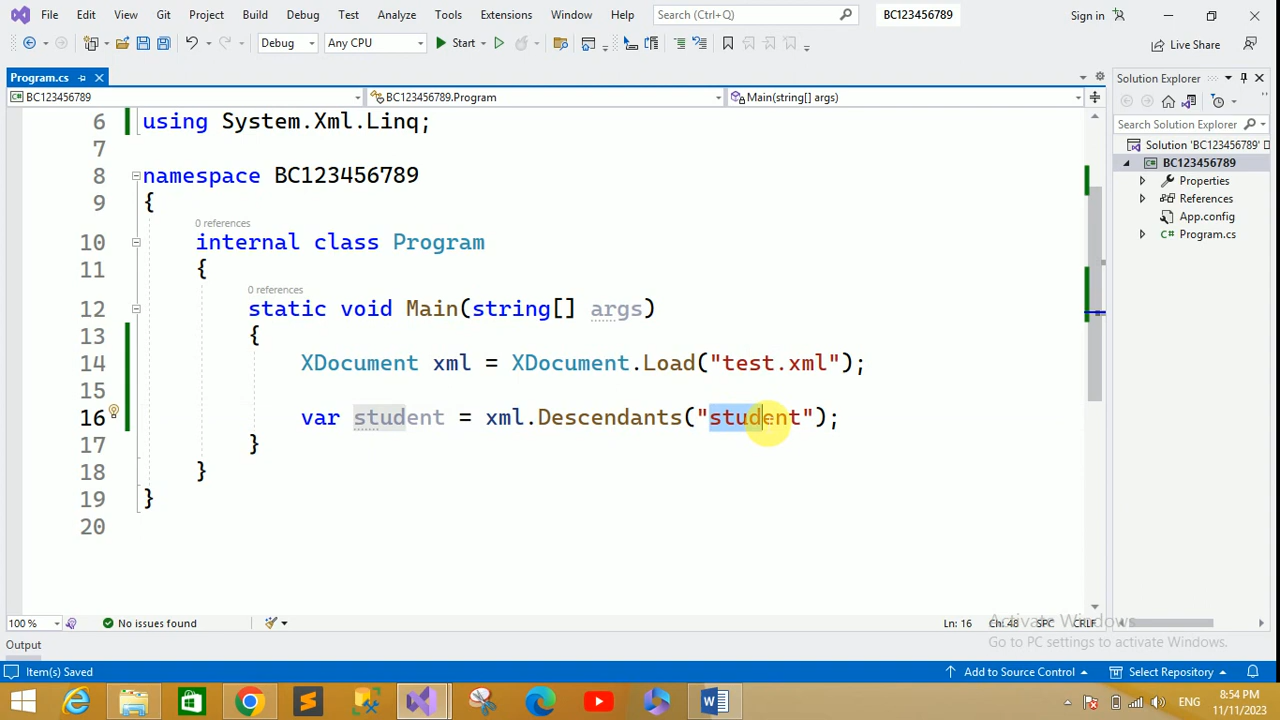 File Edit View Git Project Build Debug Test Analyze Tools Extensions Window Help Search (Ctrl+Q) BC123456789 Sign in
Debug Any CPU Start Live Share
Program.cs
BC123456789 BC123456789.Program Main(string[] args)
6 using System.Xml.Linq;
7
8 namespace BC123456789
9 {
0 references
10 internal class Program
11 {
0 references
12 static void Main(string[] args)
13 {
14 XDocument xml = XDocument.Load("test.xml");
15
16 var student = xml.Descendants("student");
17 }
18 }
19 }
20
Solution Explorer
Search Solution Explorer
Solution 'BC123456789'
BC123456789
Properties
References
App.config
Program.cs
Activate Windows
Go to PC settings to activate Windows.
100 % No issues found Ln: 16 Ch: 48 SPC CRLF
Output
Item(s) Saved Add to Source Control Select Repository
ENG 8:54 PM
11/11/2023